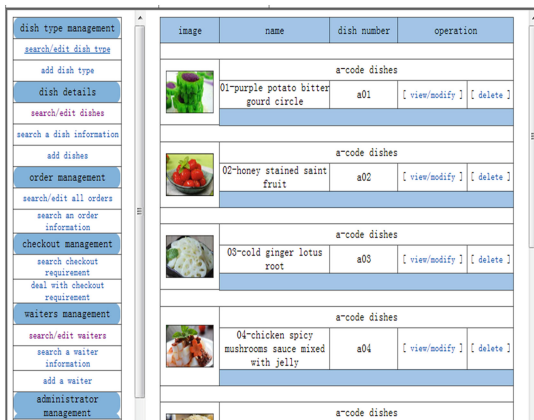 dish type management
search/edit dish type
add dish type
dish details
search/edit dishes
search a dish information
add dishes
order management
search/edit all orders
search an order
information
checkout management
search checkout
requirement
deal with checkout
requirement
waiters management
search/edit waiters
search a waiter
information
add a waiter
administrator
management
image name dish number operation
a-code dishes
01-purple potato bitter
gourd circle
a01 [ view/modify ] [ delete ]
a-code dishes
02-honey stained saint
fruit
a02 [ view/modify ] [ delete ]
a-code dishes
03-cold ginger lotus
root
a03 [ view/modify ] [ delete ]
a-code dishes
04-chicken spicy
mushrooms sauce mixed
with jelly
a04 [ view/modify ] [ delete ]
a-code dishes